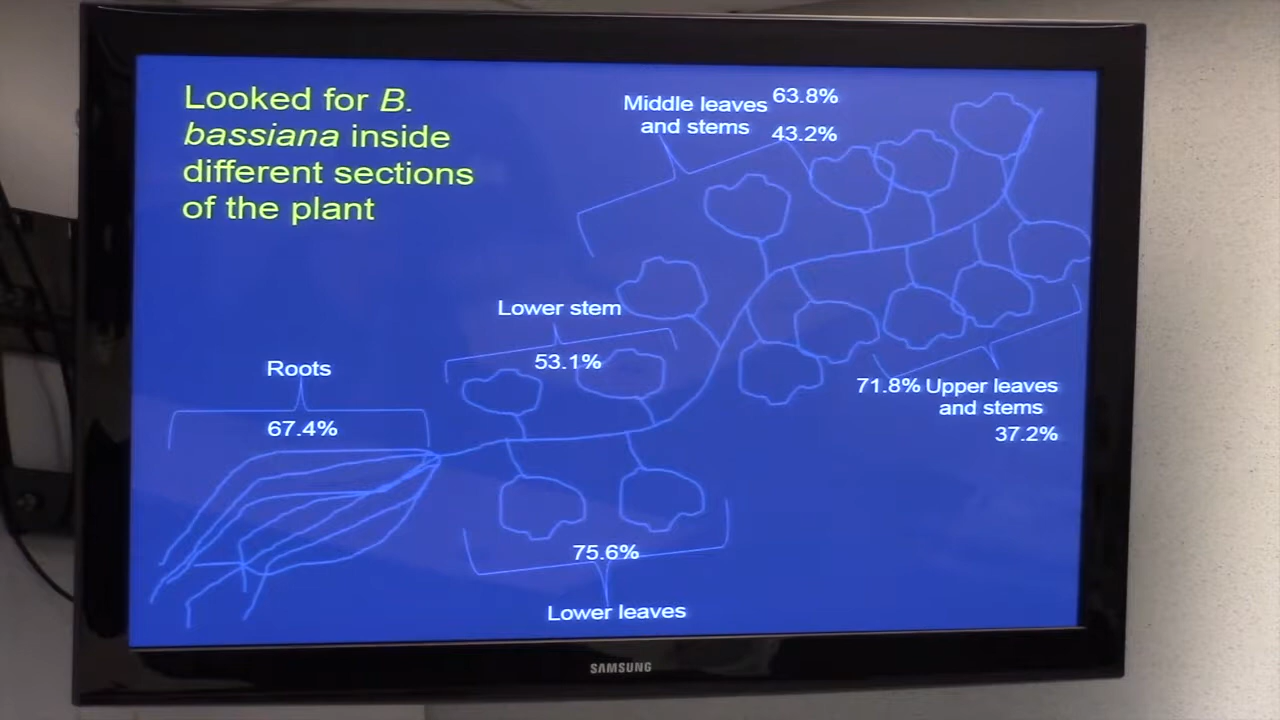 Looked for B.
bassiana inside
different sections
of the plant
Middle leaves 63.8%
and stems 43.2%
Lower stem
53.1%
Roots
67.4%
71.8% Upper leaves
and stems
37.2%
75.6%
Lower leaves
SAMSUNG